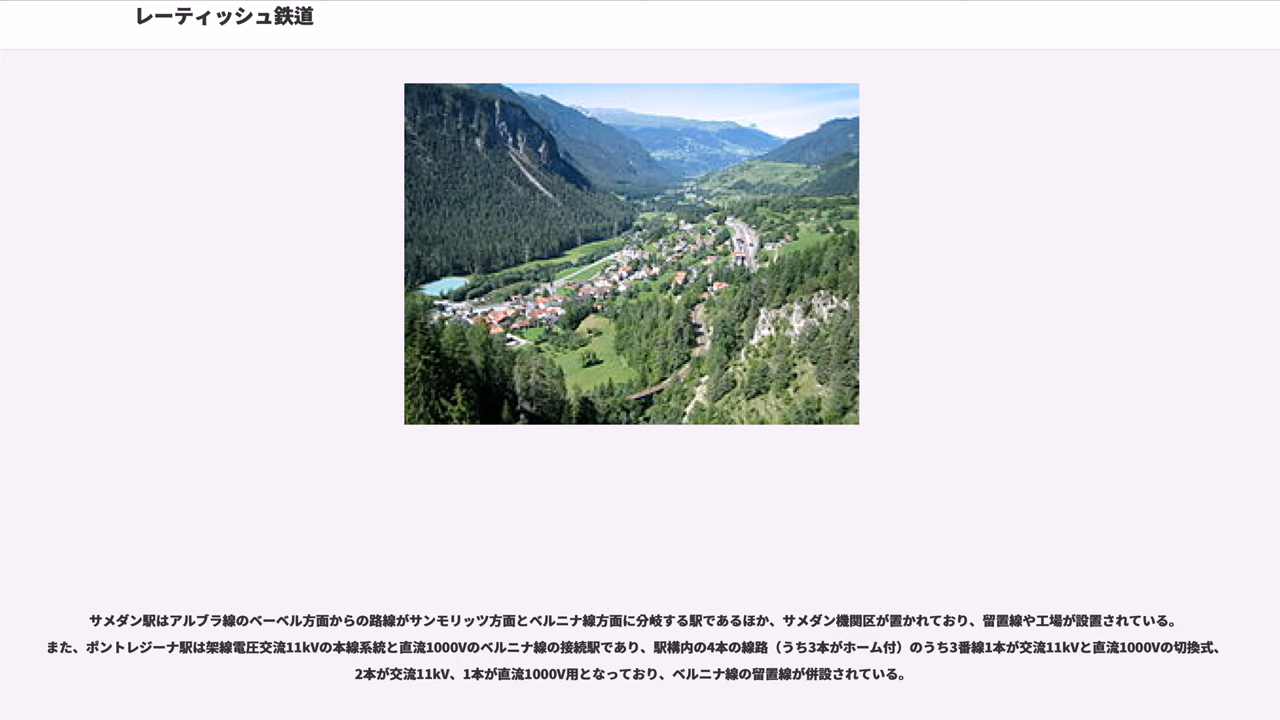 レーティッシュ鉄道
サメダン駅はアルブラ線のベーベル方面からの路線がサンモリッツ方面とベルニナ線方面に分岐する駅であるほか、サメダン機関区が置かれており、留置線や工場が設置されている。
また、ポントレジーナ駅は架線電圧交流11kVの本線系統と直流1000Vのベルニナ線の接続駅であり、駅構内の4本の線路（うち3本がホーム付）のうち3番線1本が交流11kVと直流1000Vの切換式、
2本が交流11kV、1本が直流1000V用となっており、ベルニナ線の留置線が併設されている。